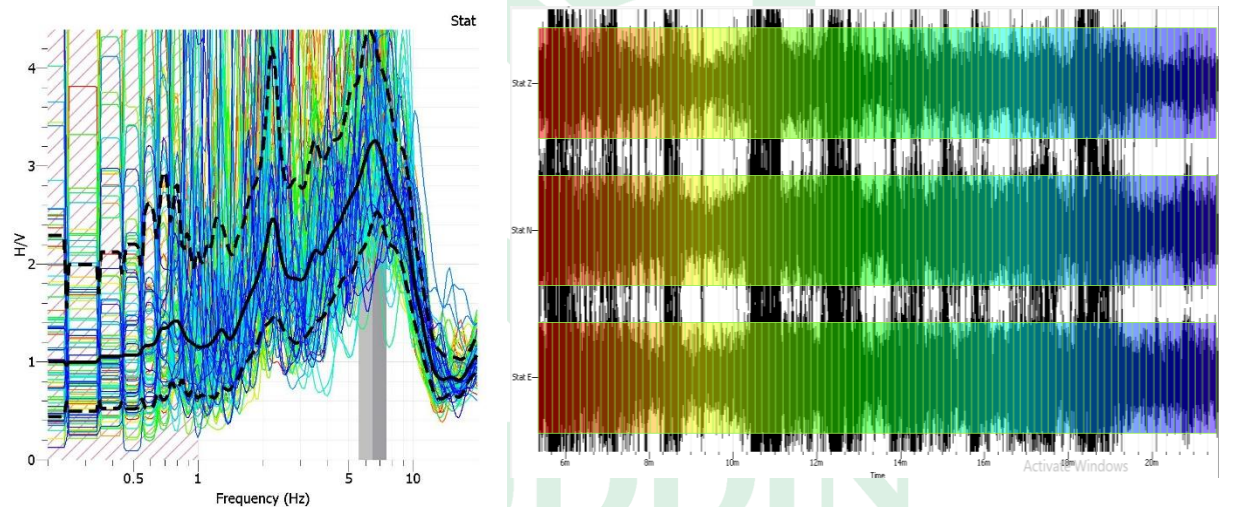 Stat
4
3
2
1
0
H/V
0.5 1 5 10
Frequency (Hz)
Stat Z
Stat N
Stat E
6m 8m 10m 12m 14m 16m 18m 20m
Time
Activate Windows